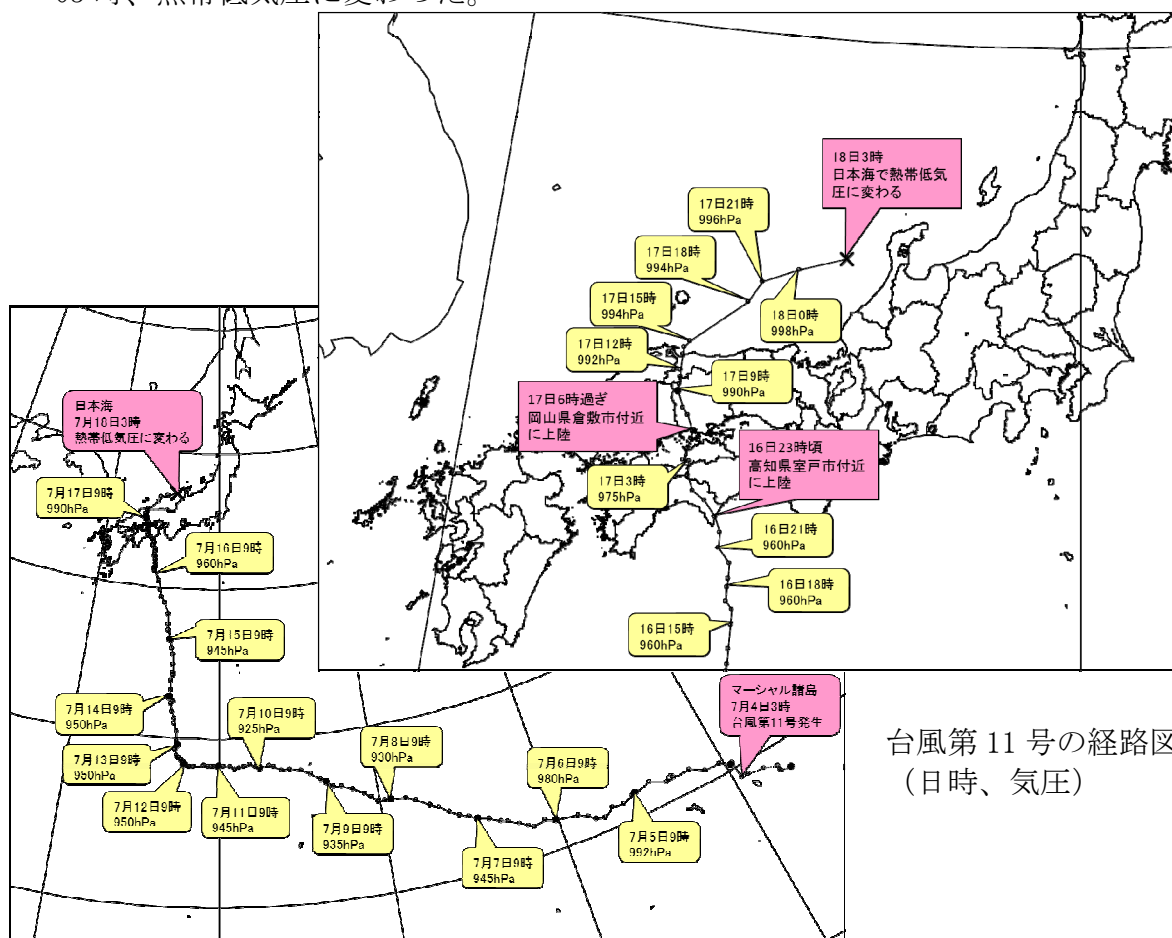 時、熱帯低気圧に変わった。
18日3時
日本海で熱帯低気
圧に変わる
17日21時
996hPa
17日18時
994hPa
17日15時
994hPa
18日0時
998hPa
17日12時
992hPa
17日9時
990hPa
17日6時過ぎ
岡山県倉敷市付近
に上陸
16日23時頃
高知県室戸市付近
に上陸
17日3時
975hPa
16日21時
960hPa
16日18時
960hPa
16日15時
960hPa
日本海
7月18日3時
熱帯低気圧に変わる
7月17日9時
990hPa
7月16日9時
960hPa
7月15日9時
945hPa
7月14日9時
950hPa
7月13日9時
950hPa
7月12日9時
950hPa
7月11日9時
945hPa
7月10日9時
925hPa
7月9日9時
935hPa
7月8日9時
930hPa
7月7日9時
945hPa
7月6日9時
980hPa
7月5日9時
992hPa
マーシャル諸島
7月4日3時
台風第11号発生
台風第 11 号の経路図
(日時、気圧)